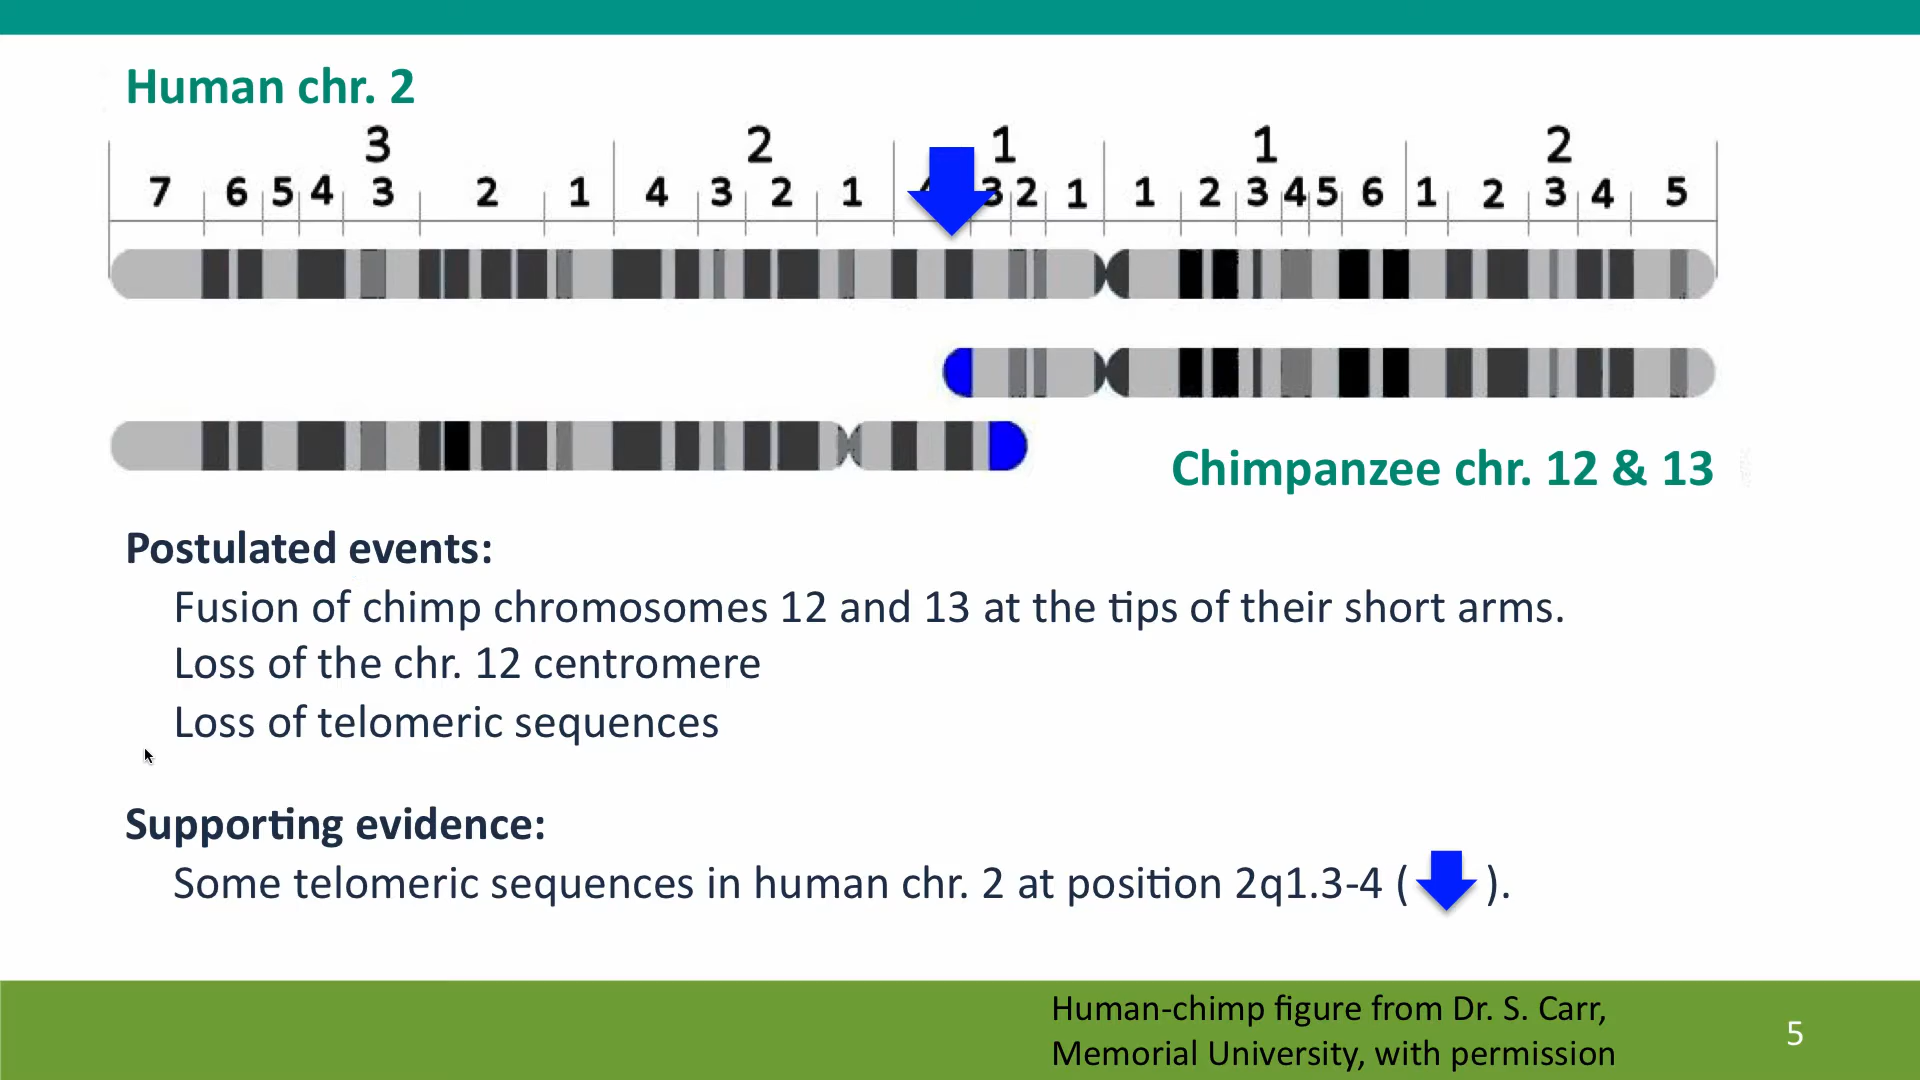 Human chr. 2
3 2 1 1 2
7 6 5 4 3 2 1 4 3 2 1 3 2 1 1 2 3 4 5 6 1 2 3 4 5
Chimpanzee chr. 12 & 13
Postulated events:
Fusion of chimp chromosomes 12 and 13 at the tips of their short arms.
Loss of the chr. 12 centromere
Loss of telomeric sequences
Supporting evidence:
Some telomeric sequences in human chr. 2 at position 2q1.3-4 ( ).
Human-chimp figure from Dr. S. Carr,
Memorial University, with permission
5